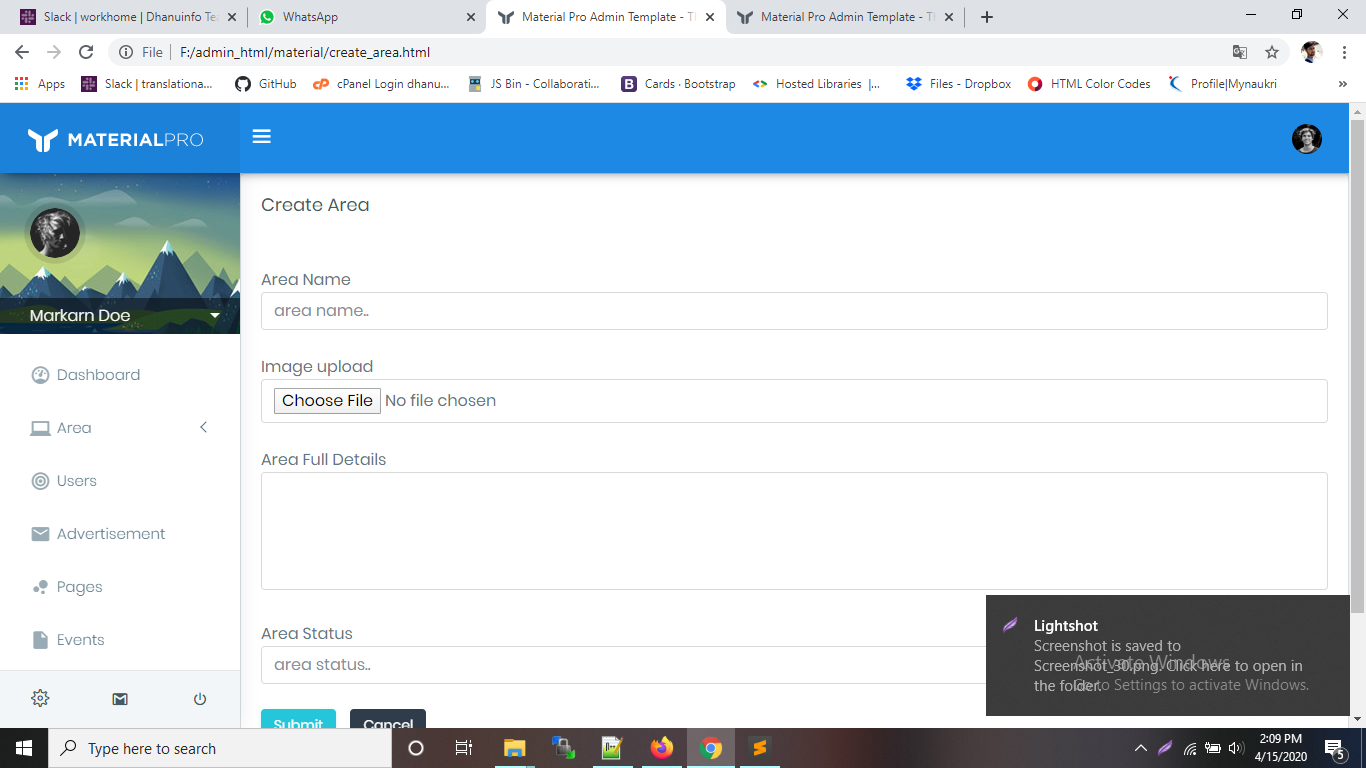 Slack | workhome | Dhanuinfo Te
WhatsApp
Material Pro Admin Template - Th
Material Pro Admin Template - Th
File
F:/admin_html/material/create_area.html
Apps
Slack | translationa...
GitHub
cPanel Login dhanu...
JS Bin - Collaborati...
Cards · Bootstrap
Hosted Libraries |...
Files - Dropbox
HTML Color Codes
Profile|Mynaukri
»
MATERIALPRO
Create Area
Markarn Doe
Dashboard
Area
Users
Advertisement
Pages
Events
Area Name
area name..
Image upload
Choose File No file chosen
Area Full Details
Area Status
area status..
Submit
Cancel
Lightshot
Screenshot is saved to
Screenshot_30.png. Click here to open in
the folder.
Activate Windows
Go to Settings to activate Windows.
Type here to search
2:09 PM
4/15/2020
5